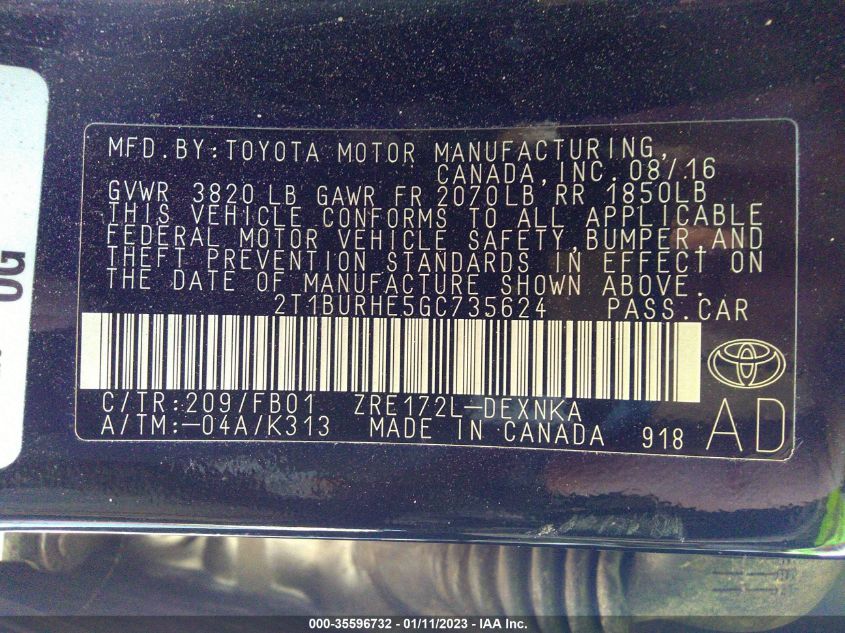 MFD.BY:TOYOTA MOTOR MANUFACTURING,
CANADA,INC. 08/16
GVWR 3820 LB GAWR FR 2070LB RR 1850LB
THIS VEHICLE CONFORMS TO ALL APPLICABLE
FEDERAL MOTOR VEHICLE SAFETY,BUMPER,AND
THEFT PREVENTION STANDARDS IN EFFECT ON
THE DATE OF MANUFACTURE SHOWN ABOVE.
2T1BURHE5GC735624 PASS.CAR
C/TR:209/FB01 ZRE172L-DEXNKA
A/TM:-04A/K313 MADE IN CANADA 918 AD
OG
000-35596732 - 01/11/2023 - IAA Inc.